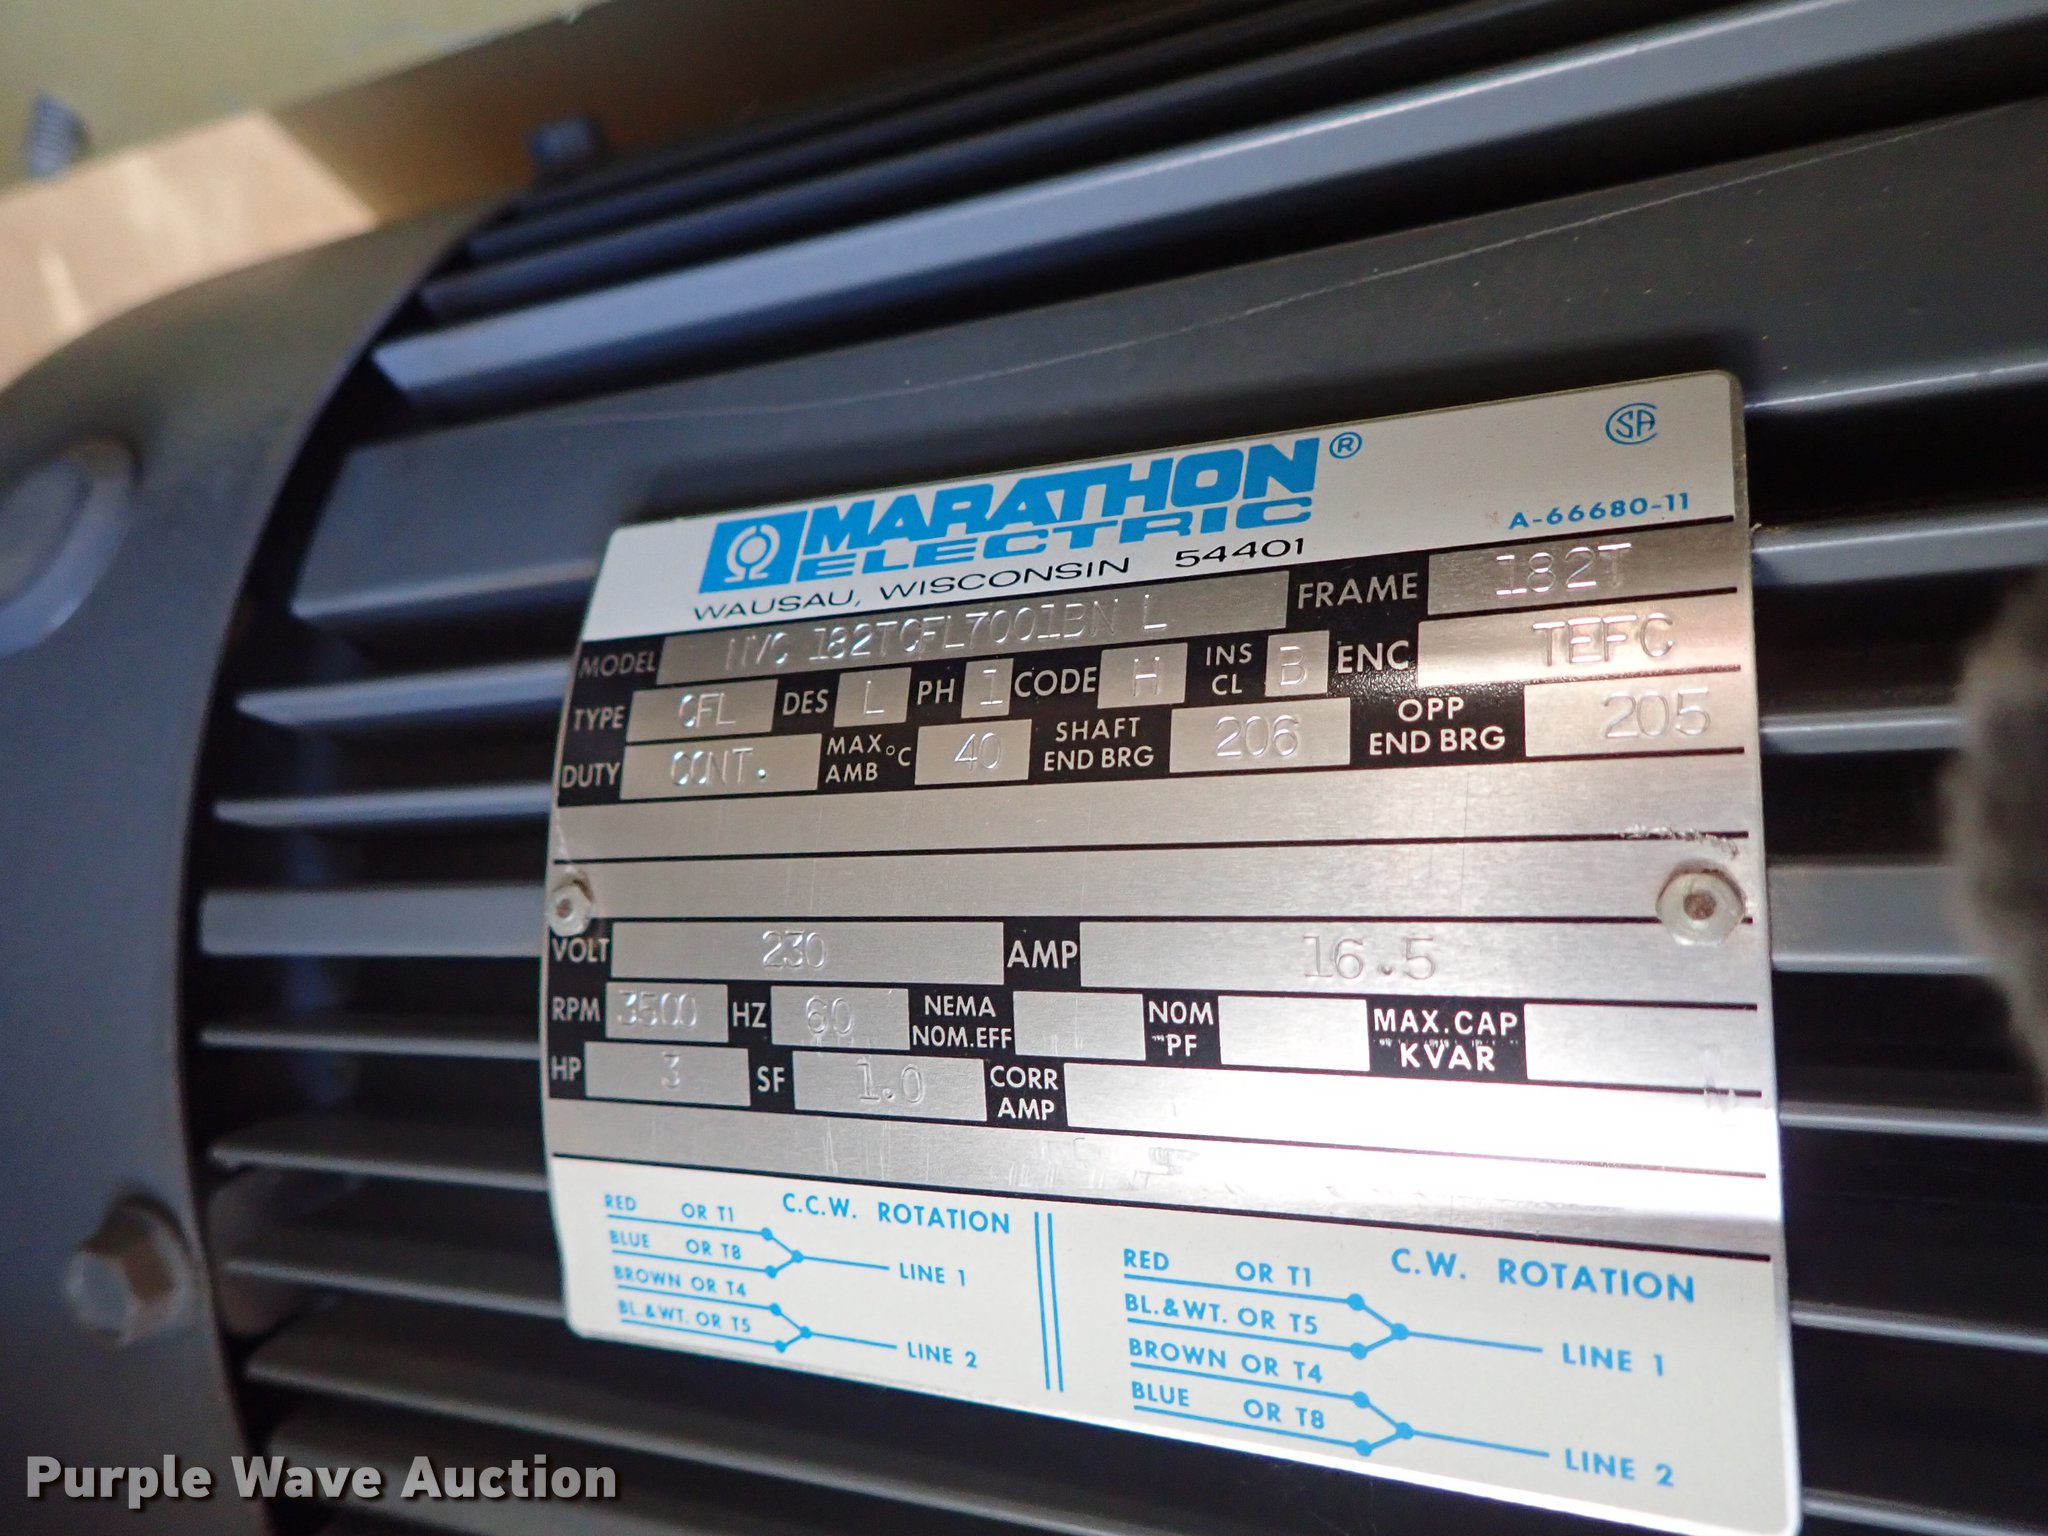 MARATHON®
ELECTRIC
WAUSAU, WISCONSIN 54401
SA
A-66680-11
MODEL 182TCFL7001BN L FRAME 182T
TYPE CFL DES L PH 1 CODE H INS CL B ENC TEFC
DUTY CONT. MAX °C AMB 40 SHAFT END BRG 206 OPP END BRG 205
VOLT 230 AMP 16.5
RPM 3500 HZ 60 NEMA NOM.EFF NOM PF MAX.CAP KVAR
HP 3 SF 1.0 CORR AMP
C.C.W. ROTATION
RED OR T1
BLUE OR T8
LINE 1
BROWN OR T4
BL.&WT. OR T5
LINE 2
C.W. ROTATION
RED OR T1
BL.&WT. OR T5
LINE 1
BROWN OR T4
BLUE OR T8
LINE 2
Purple Wave Auction